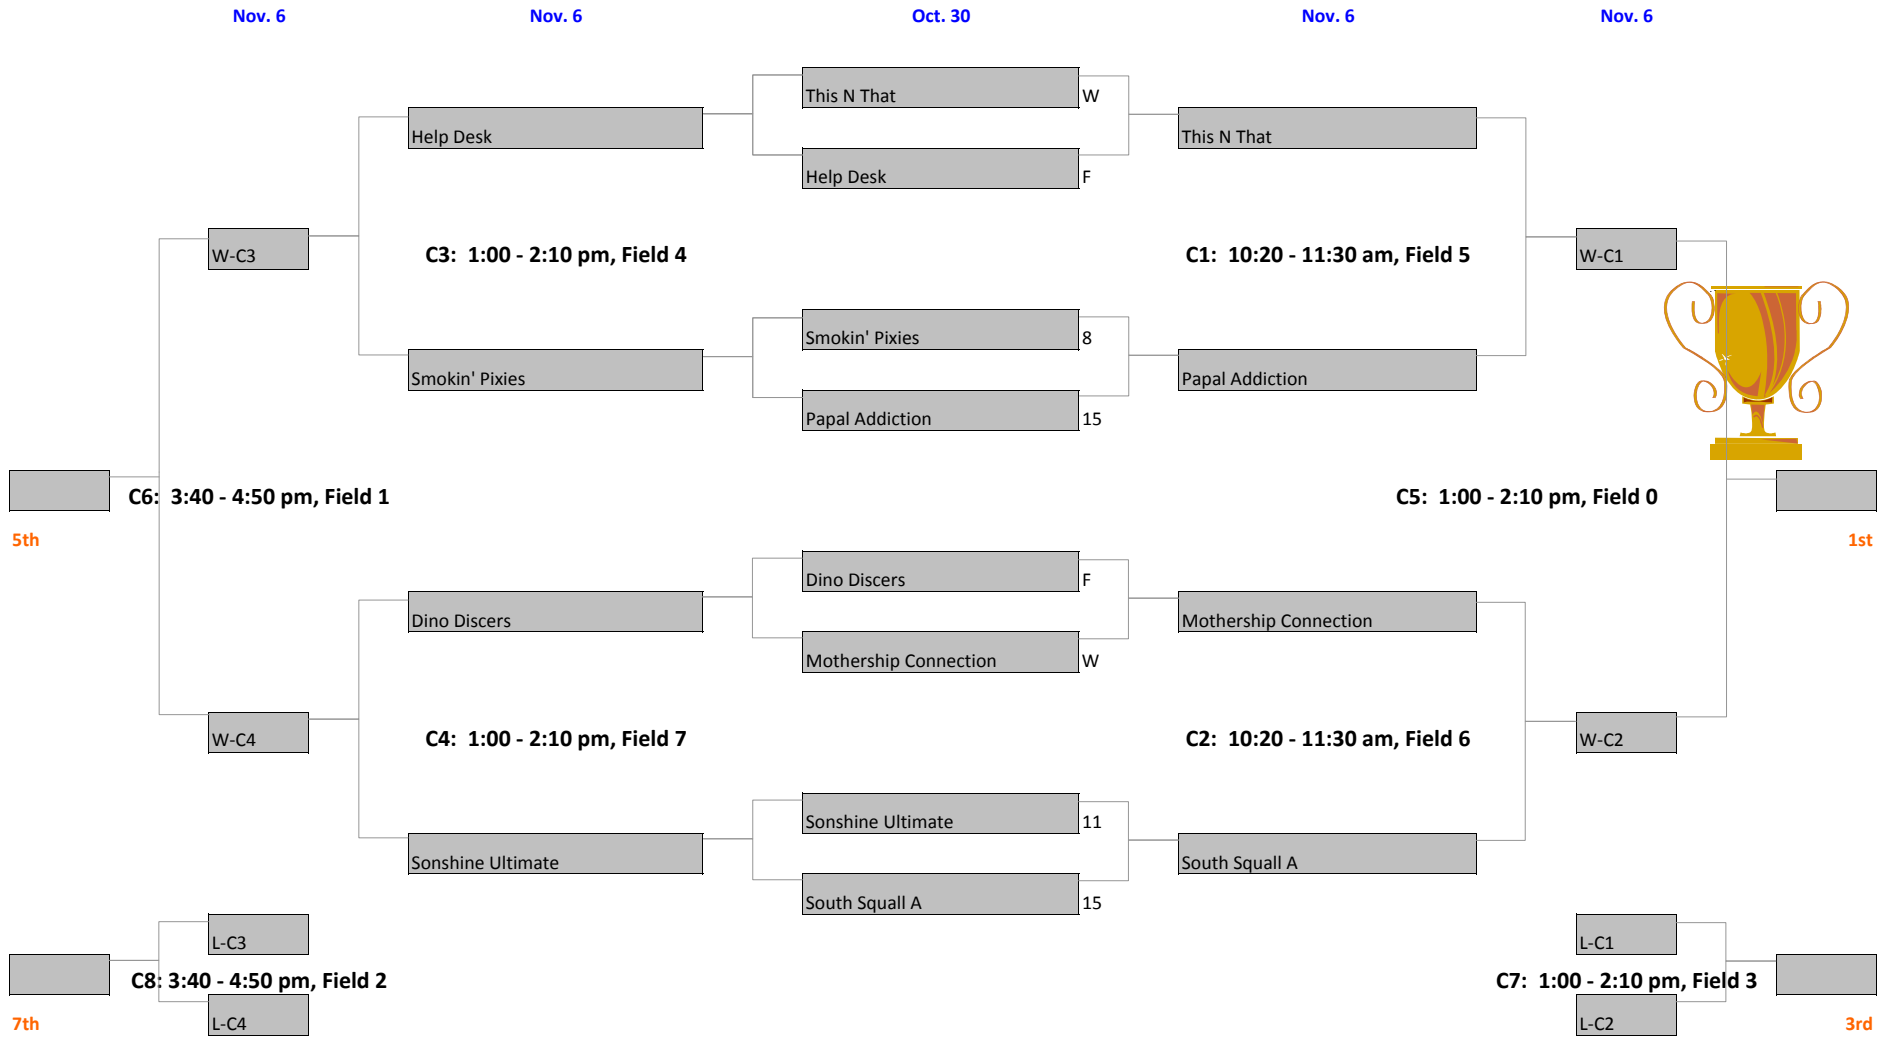 Nov. 6 Nov. 6 Oct. 30 Nov. 6 Nov. 6
This N That W
Help Desk This N That
Help Desk F
W-C3 C3: 1:00 - 2:10 pm, Field 4 C1: 10:20 - 11:30 am, Field 5 W-C1
Smokin' Pixies 8
Smokin' Pixies Papal Addiction
Papal Addiction 15
C6: 3:40 - 4:50 pm, Field 1 C5: 1:00 - 2:10 pm, Field 0
5th 1st
Dino Discers F
Dino Discers Mothership Connection
Mothership Connection W
W-C4 C4: 1:00 - 2:10 pm, Field 7 C2: 10:20 - 11:30 am, Field 6 W-C2
Sonshine Ultimate 11
Sonshine Ultimate South Squall A
South Squall A 15
L-C3 L-C1
C8: 3:40 - 4:50 pm, Field 2 C7: 1:00 - 2:10 pm, Field 3
7th L-C4 L-C2 3rd